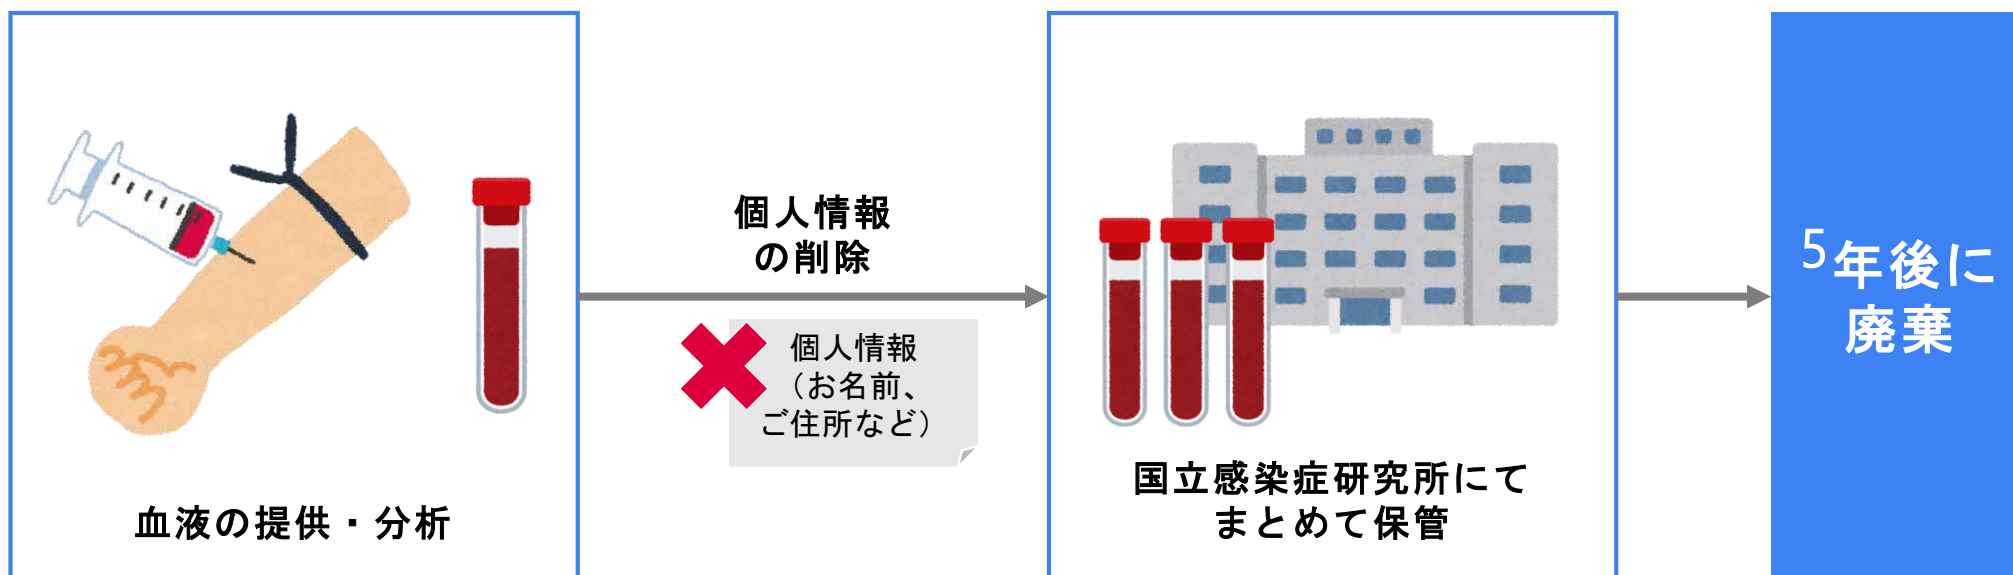 個人情報
の削除
個人情報
（お名前、
ご住所など）
血液の提供・分析
国立感染症研究所にて
まとめて保管
5年後に
廃棄